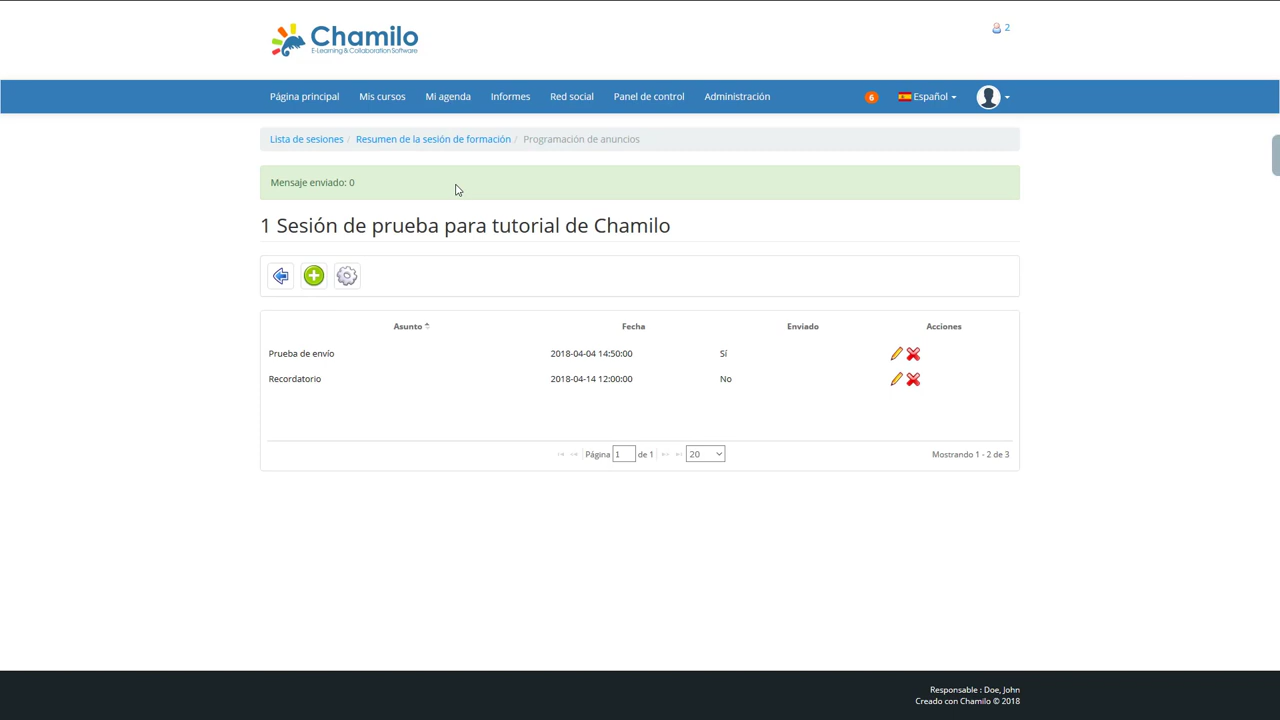 Chamilo
E-Learning & Collaboration Software
2
Página principal Mis cursos Mi agenda Informes Red social Panel de control Administración 6 Español
Lista de sesiones / Resumen de la sesión de formación / Programación de anuncios
Mensaje enviado: 0
1 Sesión de prueba para tutorial de Chamilo
Asunto Fecha Enviado Acciones
Prueba de envío 2018-04-04 14:50:00 Sí
Recordatorio 2018-04-14 12:00:00 No
Página 1 de 1 20 Mostrando 1 - 2 de 3
Responsable : Doe, John
Creado con Chamilo © 2018